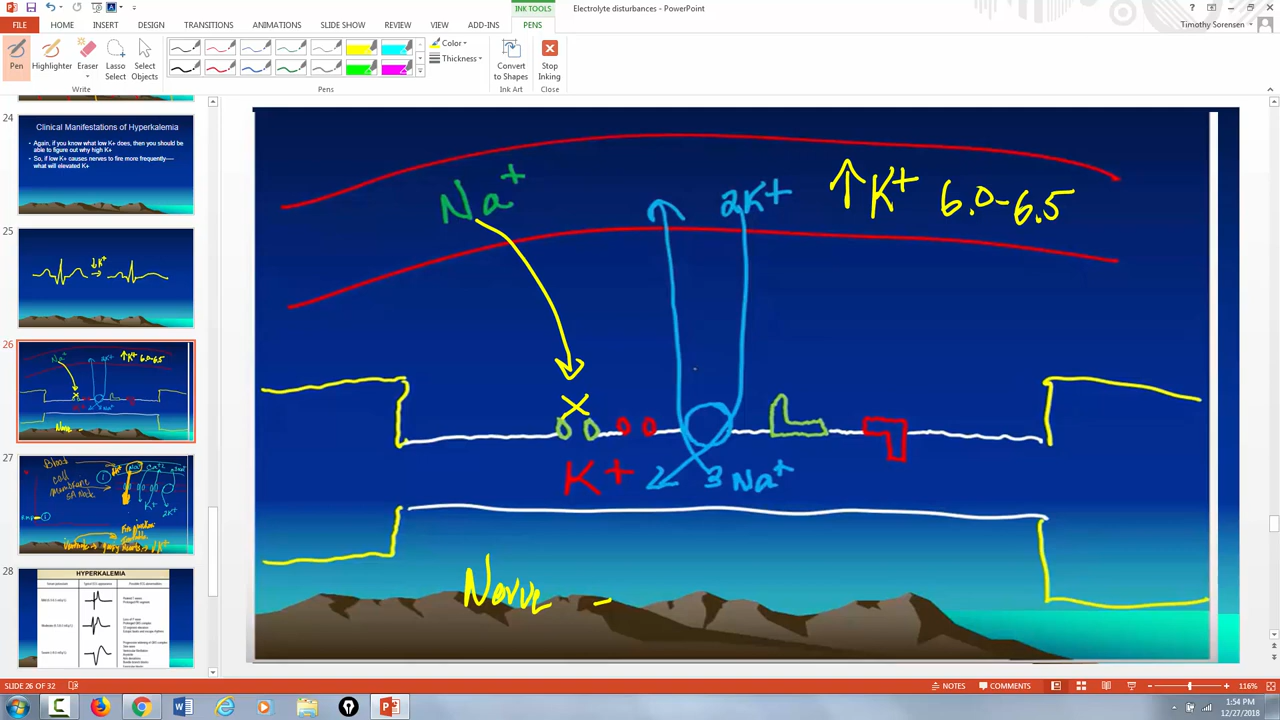 INK TOOLS
Electrolyte disturbances - PowerPoint
FILE HOME INSERT DESIGN TRANSITIONS ANIMATIONS SLIDE SHOW REVIEW VIEW ADD-INS PENS
Timothy Sorensen
Pen Highlighter Eraser Lasso Select Select Objects
Color
Thickness
Convert to Shapes
Stop Inking
Write Pens Ink Art Close
24
Clinical Manifestations of Hyperkalemia
Again, if you know what low K+ does, then you should be
able to figure out why high K+
So, if low K+ causes nerves to fire more frequently—
what will elevated K+
25
↓K+
K+
26
27
Blood
cell
membrane
SA Node
28
HYPERKALEMIA
Na+
2K+
↑K+ 6.0-6.5
K+
3 Na+
Nerve -
SLIDE 26 OF 32
NOTES COMMENTS 116%
1:54 PM
12/27/2018